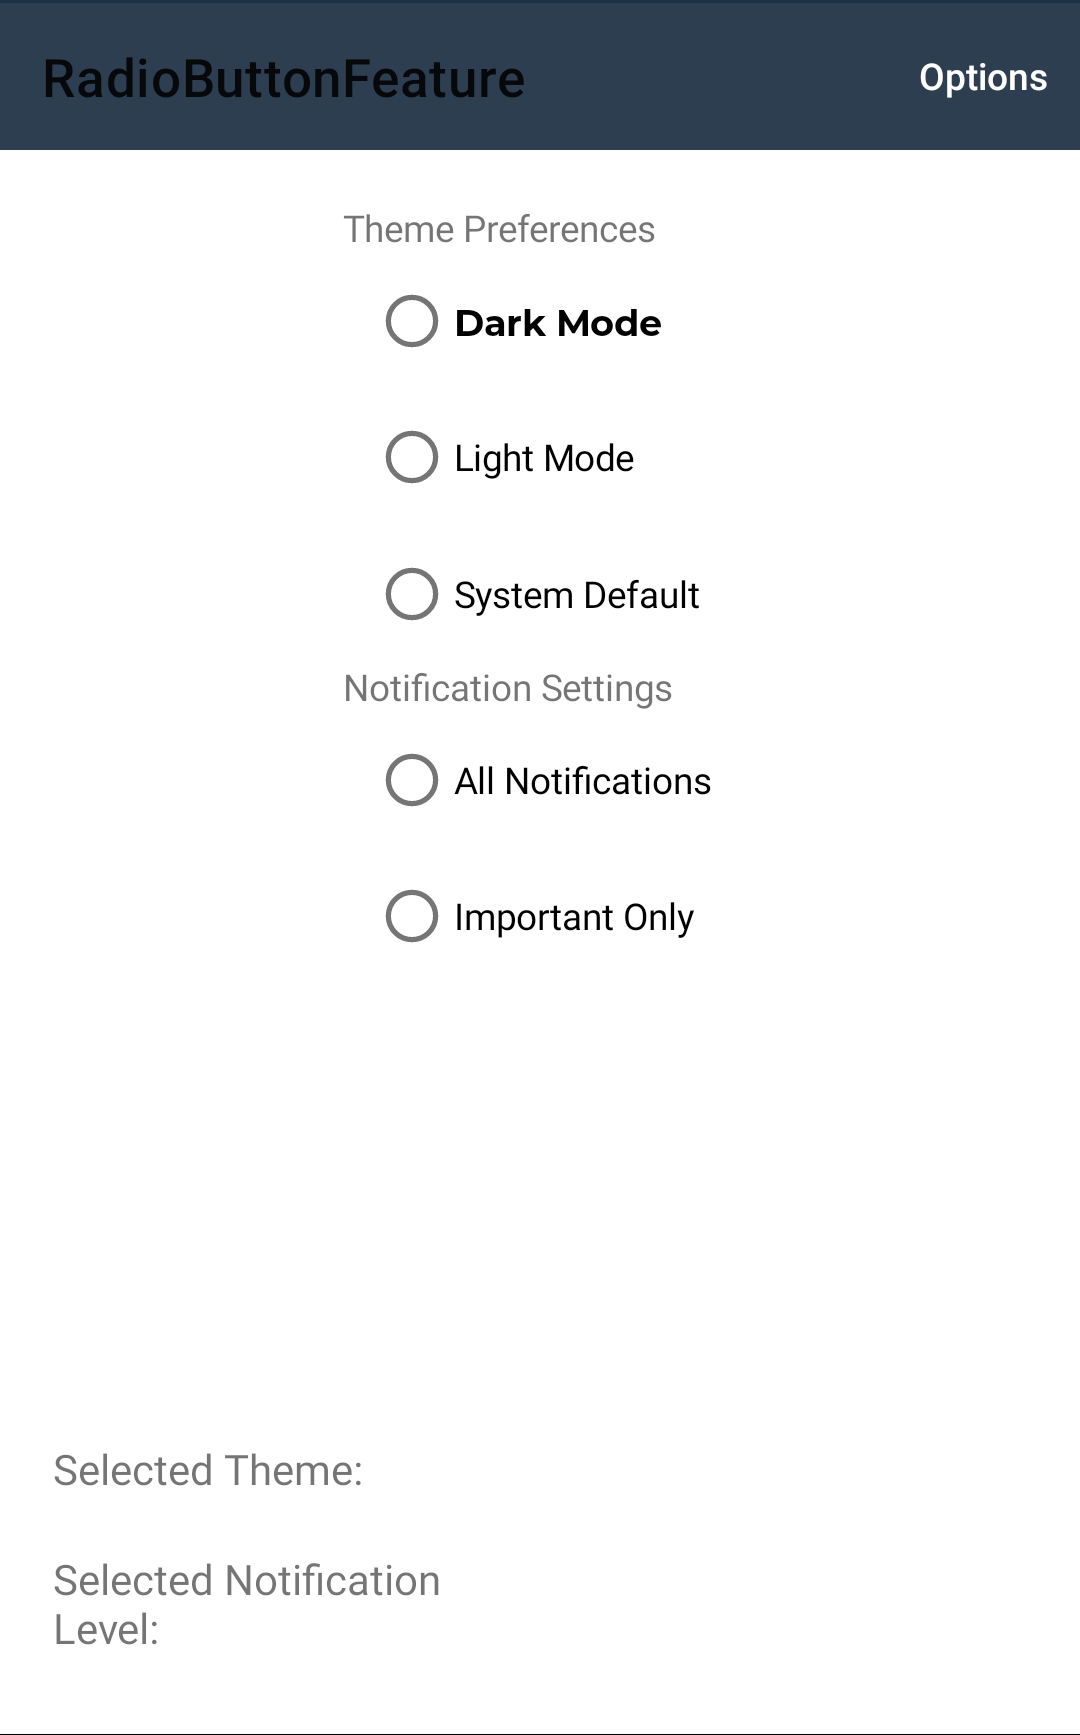 RadioButtonFeature
Options
Theme Preferences
Dark Mode
Light Mode
System Default
Notification Settings
All Notifications
Important Only
Selected Theme:
Selected Notification
Level: